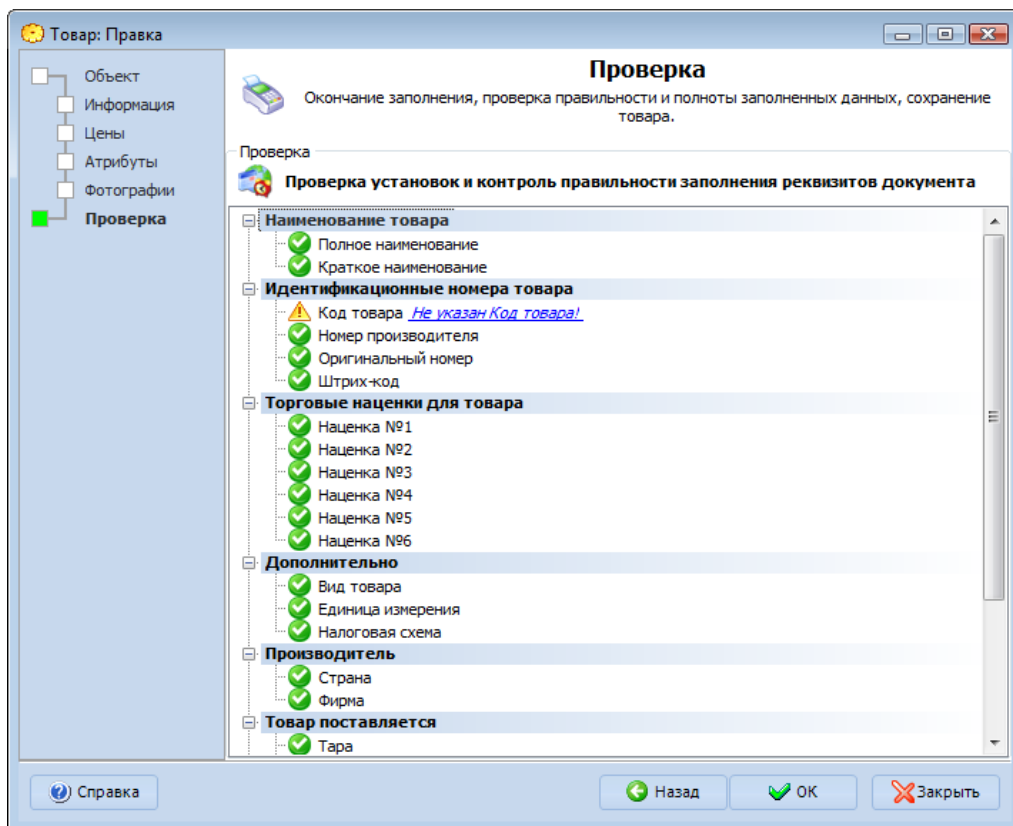 Товар: Правка
Объект
Информация
Цены
Атрибуты
Фотографии
Проверка
Проверка
Окончание заполнения, проверка правильности и полноты заполненных данных, сохранение
товара.
Проверка
Проверка установок и контроль правильности заполнения реквизитов документа
Наименование товара
Полное наименование
Краткое наименование
Идентификационные номера товара
Код товара Не указан Код товара!
Номер производителя
Оригинальный номер
Штрих-код
Торговые наценки для товара
Наценка №1
Наценка №2
Наценка №3
Наценка №4
Наценка №5
Наценка №6
Дополнительно
Вид товара
Единица измерения
Налоговая схема
Производитель
Страна
Фирма
Товар поставляется
Тара
Справка
Назад
ОК
Закрыть